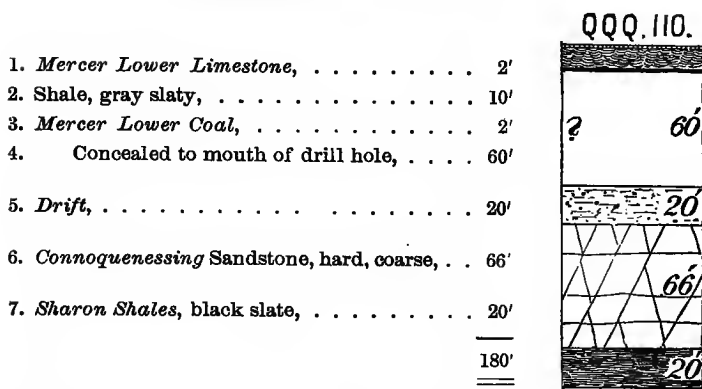 QQQ.110.
1. Mercer Lower Limestone, . . . . . . . . . 2'
2. Shale, gray slaty, . . . . . . . . . . . . . . 10'
3. Mercer Lower Coal, . . . . . . . . . . . . 2'
4. Concealed to mouth of drill hole, . . . . 60'
5. Drift, . . . . . . . . . . . . . . . . . . . . 20'
6. Connoquenessing Sandstone, hard, coarse, . . 66'
7. Sharon Shales, black slate, . . . . . . . . . 20'
180'
? 60'
20
66'
20'